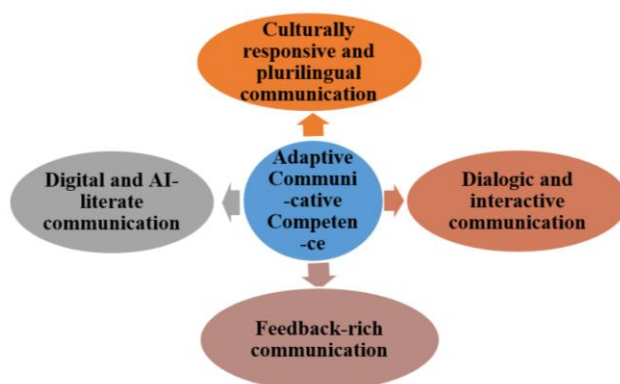 Culturally
responsive and
plurilingual
communication
Digital and AI-
literate
communication
Adaptive
Communi
-cative
Competen
-ce
Dialogic and
interactive
communication
Feedback-rich
communication